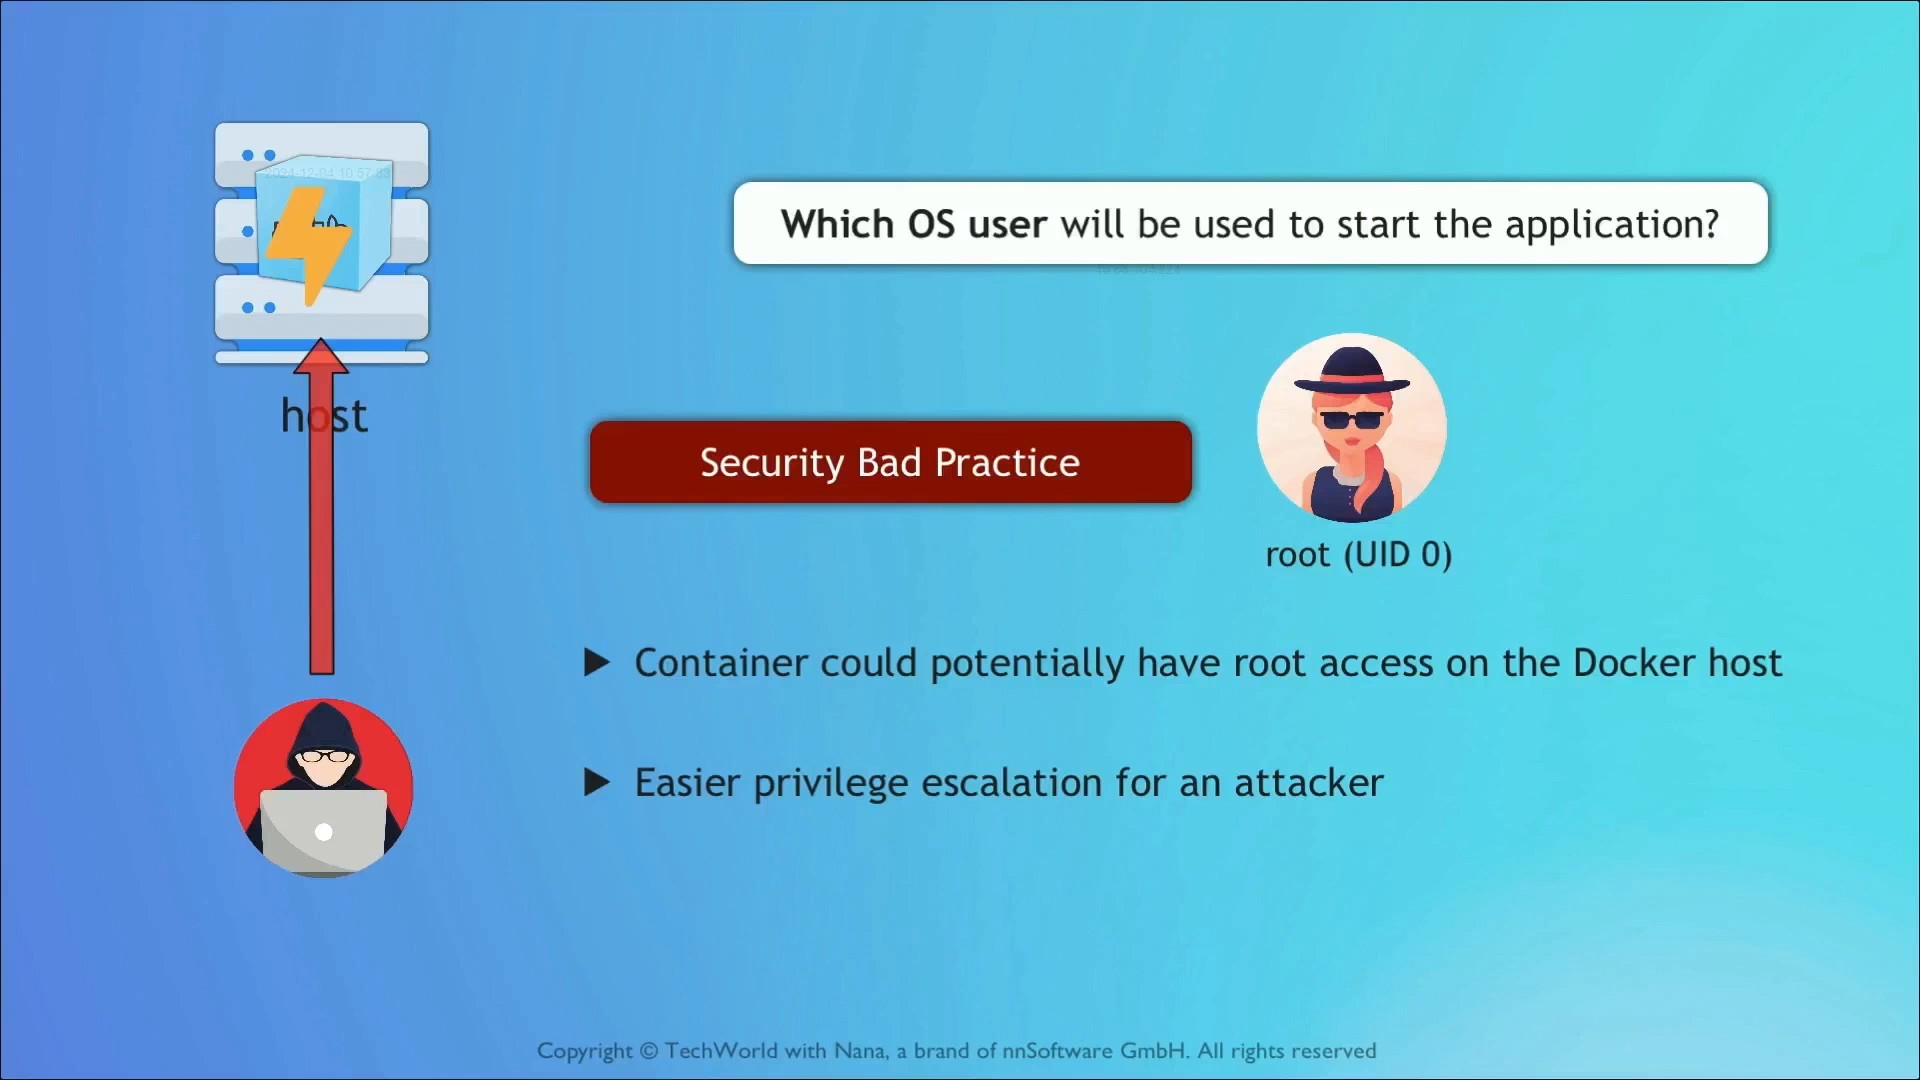 Which OS user will be used to start the application?
host
Security Bad Practice
root (UID 0)
Container could potentially have root access on the Docker host
Easier privilege escalation for an attacker
Copyright © TechWorld with Nana, a brand of nnSoftware GmbH. All rights reserved